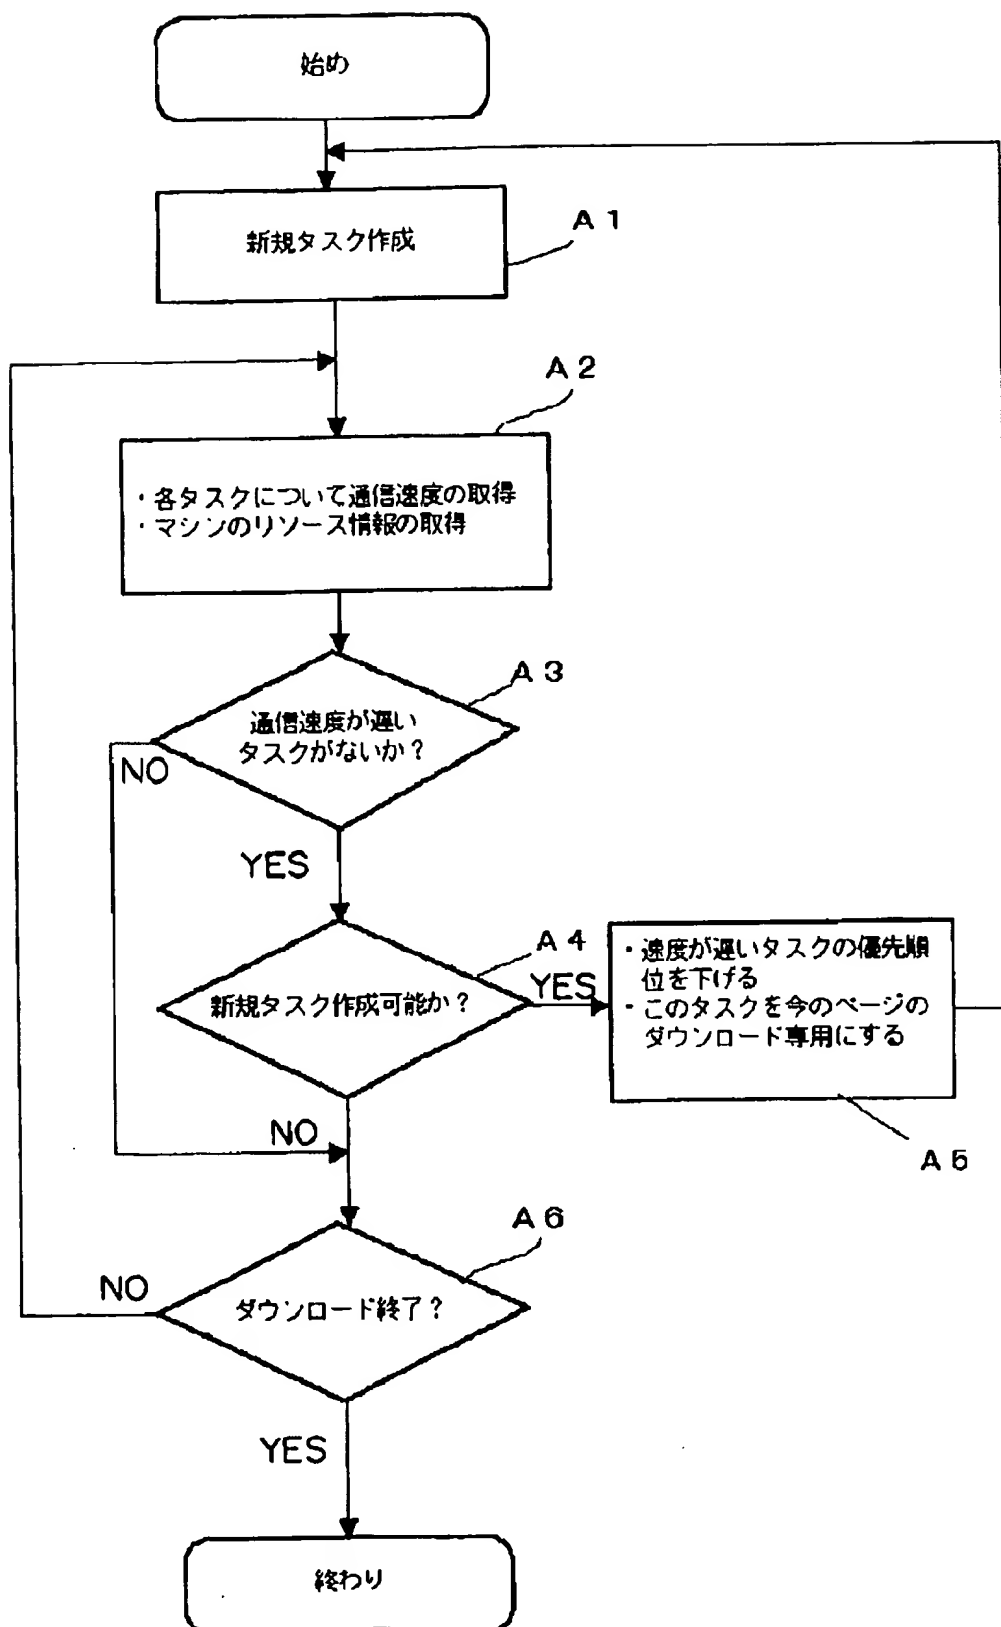 始め
新規タスク作成
A1
A2
・各タスクについて通信速度の取得
・マシンのリソース情報の取得
A3
通信速度が遅い
タスクがないか？
NO
YES
A4
新規タスク作成可能か？
YES
・速度が遅いタスクの優先順
位を下げる
・このタスクを今のページの
ダウンロード専用にする
A5
NO
A6
ダウンロード終了？
NO
YES
終わり